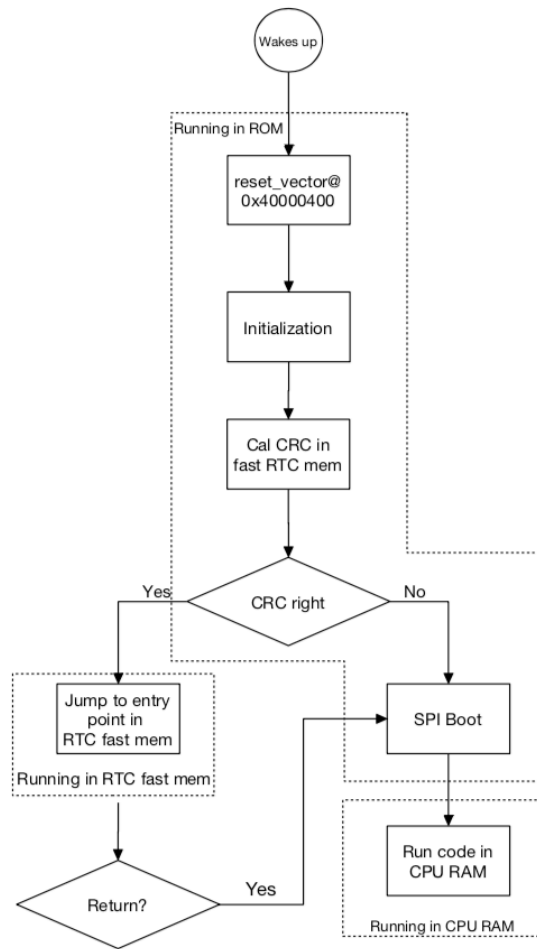 Wakes up
Running in ROM
reset_vector@
0x40000400
Initialization
Cal CRC in
fast RTC mem
Yes
CRC right
No
Jump to entry
point in
RTC fast mem
Running in RTC fast mem
SPI Boot
Return?
Yes
Run code in
CPU RAM
Running in CPU RAM